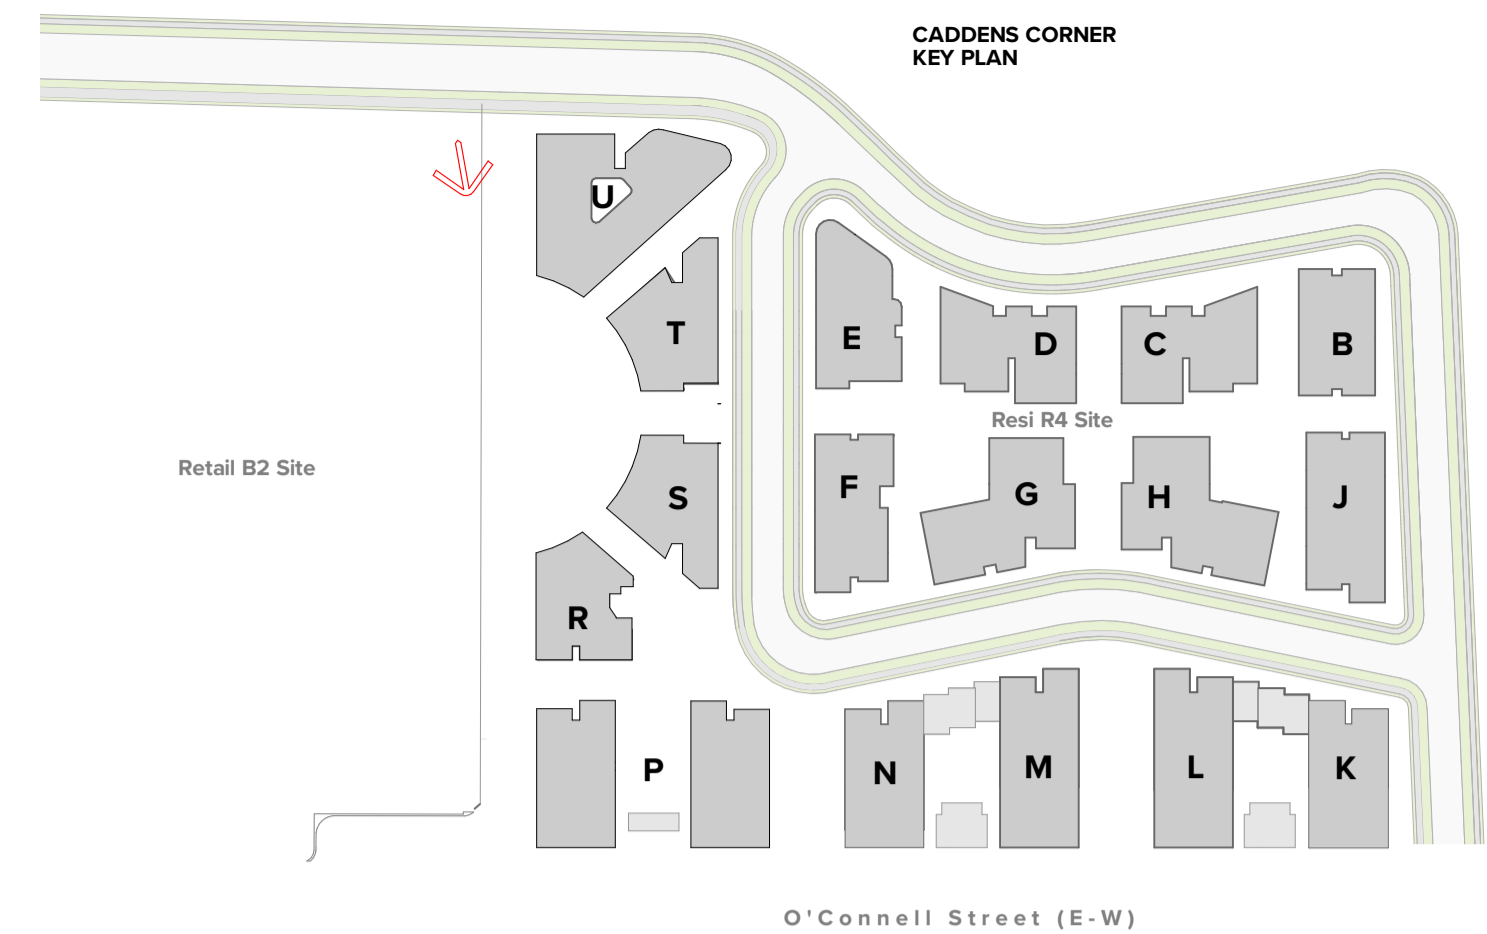 CADDENS CORNER
KEY PLAN
U
T
E
D
C
B
Resi R4 Site
Retail B2 Site
S
F
G
H
J
R
P
N
M
L
K
O'Connell Street (E-W)